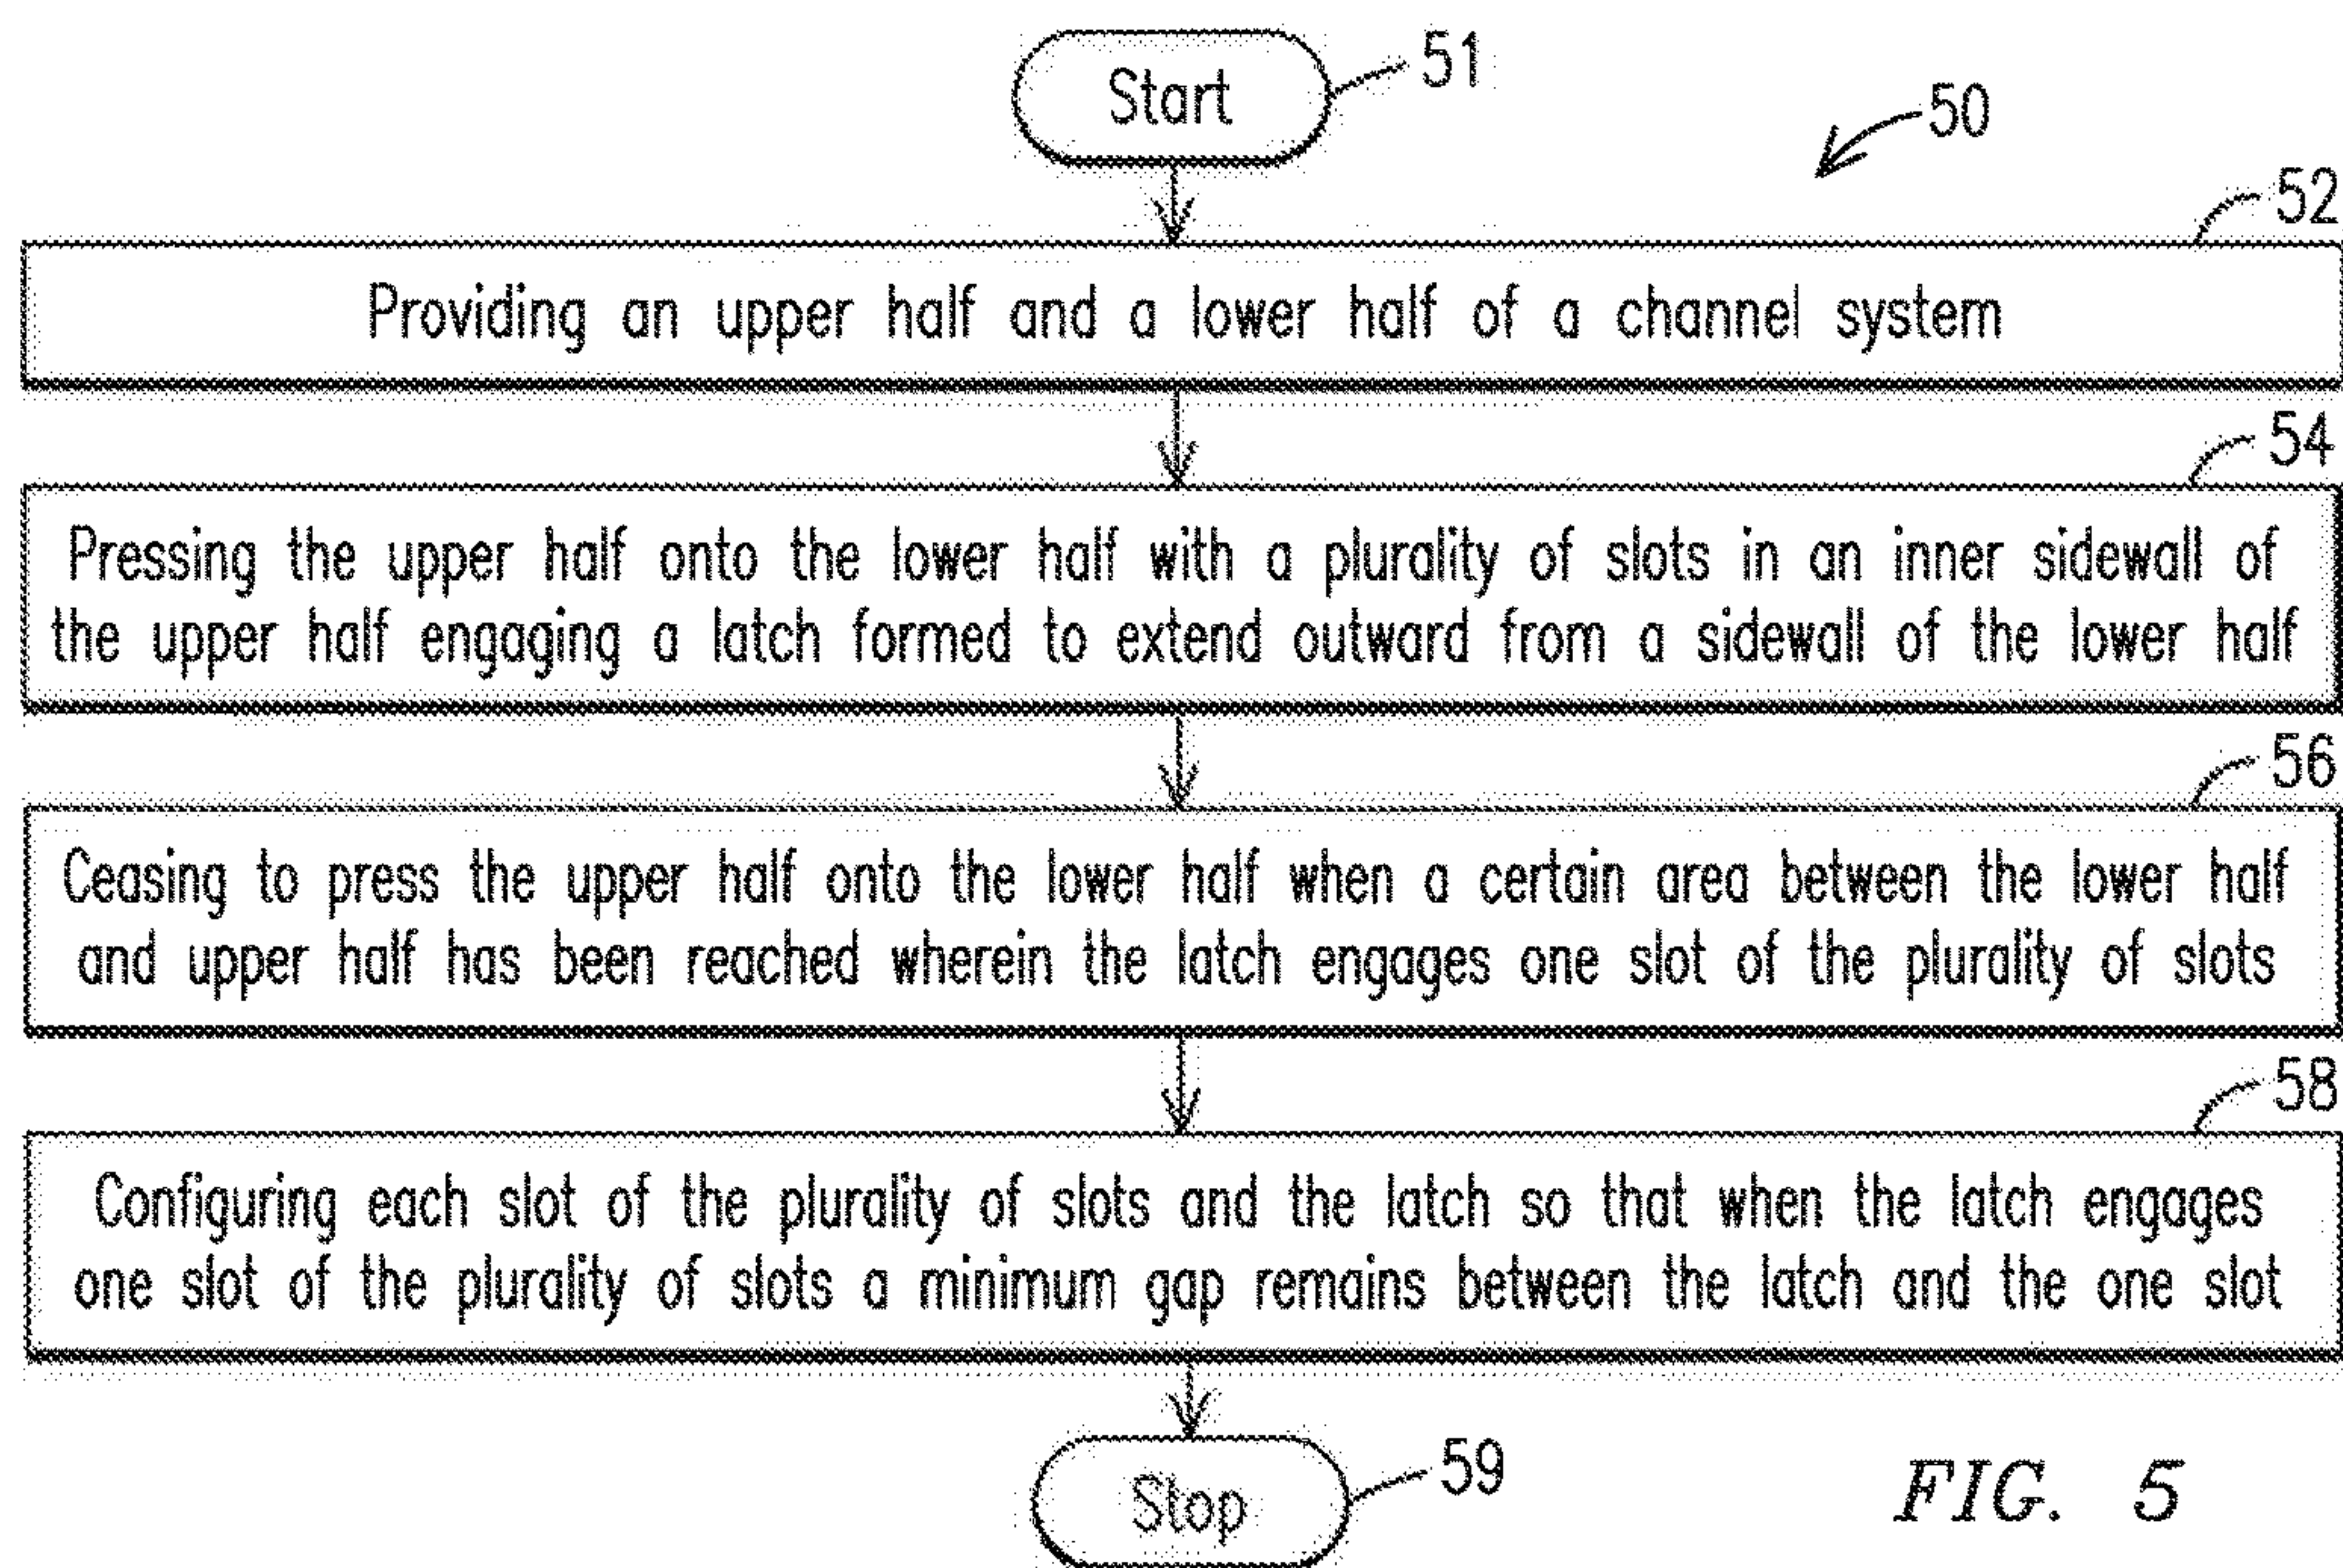 Start
51
50
52
Providing an upper half and a lower half of a channel system
54
Pressing the upper half onto the lower half with a plurality of slots in an inner sidewall of
the upper half engaging a latch formed to extend outward from a sidewall of the lower half
56
Ceasing to press the upper half onto the lower half when a certain area between the lower half
and upper half has been reached wherein the latch engages one slot of the plurality of slots
58
Configuring each slot of the plurality of slots and the latch so that when the latch engages
one slot of the plurality of slots a minimum gap remains between the latch and the one slot
Stop
59
FIG. 5